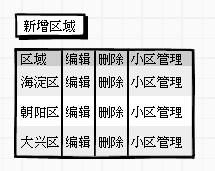 新增区域
区域 编辑 删除 小区管理
海淀区 编辑 删除 小区管理
朝阳区 编辑 删除 小区管理
大兴区 编辑 删除 小区管理